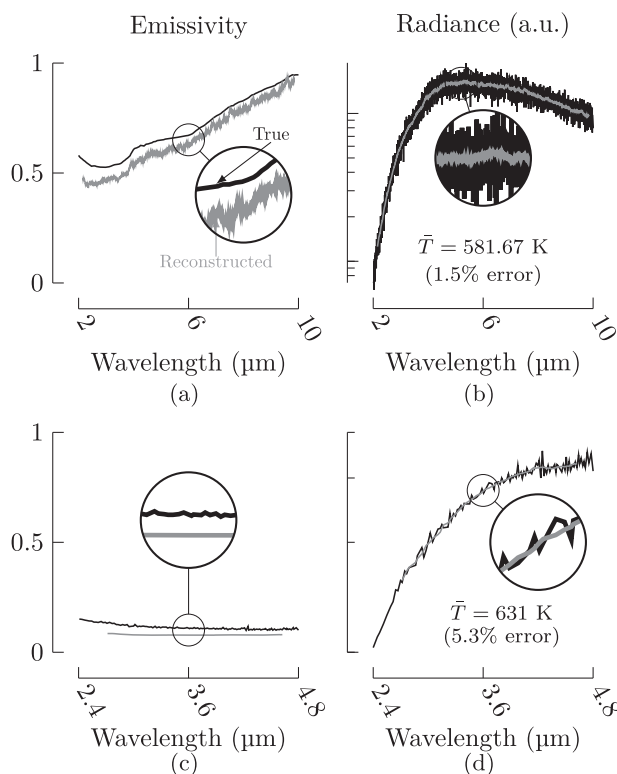 Emissivity
Radiance (a.u.)
1
0.5
0
True
Reconstructed
2
6
10
Wavelength (µm)
(a)
T̄ = 581.67 K
(1.5% error)
2
6
10
Wavelength (µm)
(b)
1
0.5
0
2.4
3.6
4.8
Wavelength (µm)
(c)
T̄ = 631 K
(5.3% error)
2.4
3.6
4.8
Wavelength (µm)
(d)